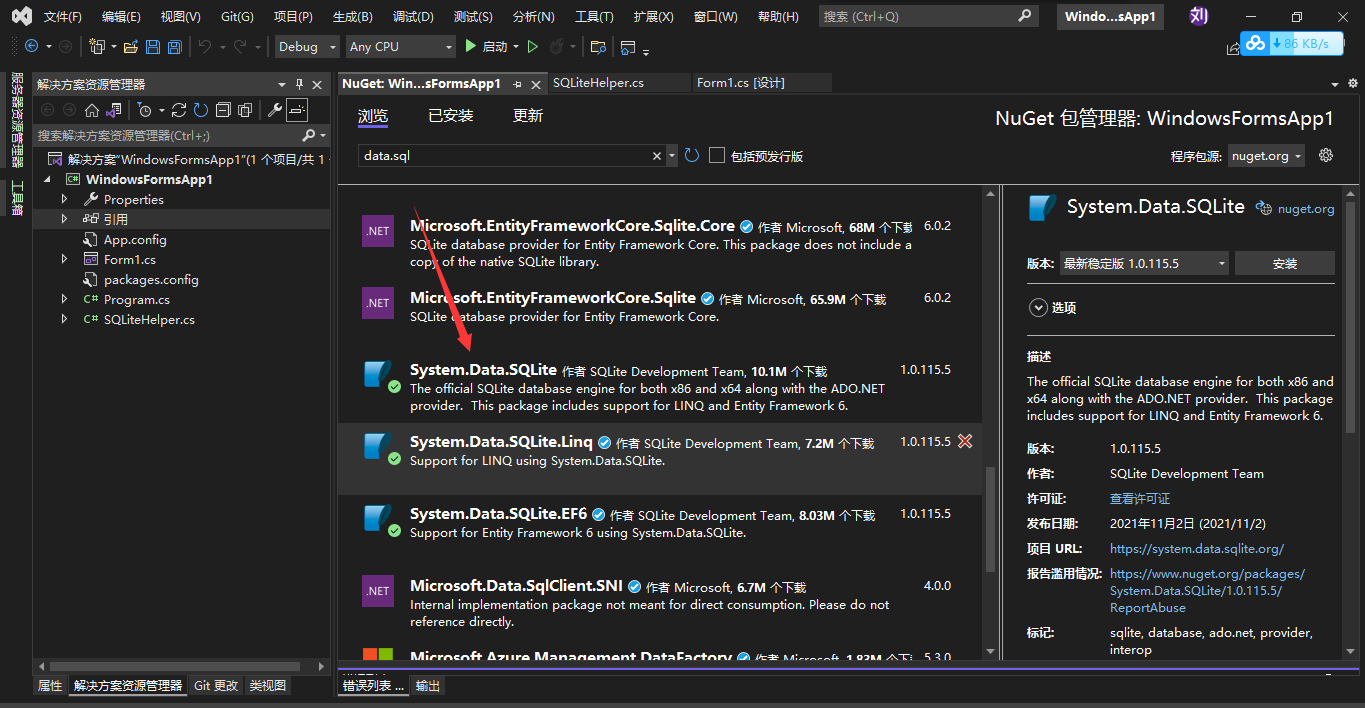 文件(F) 编辑(E) 视图(V) Git(G) 项目(P) 生成(B) 调试(D) 测试(S) 分析(N) 工具(T) 扩展(X) 窗口(W) 帮助(H) 搜索 (Ctrl+Q) Windo...sApp1 刘
Debug Any CPU 启动 86 KB/s
服务器资源管理器
工具箱
解决方案资源管理器
搜索解决方案资源管理器(Ctrl+;)
解决方案"WindowsFormsApp1"(1 个项目/共 1
WindowsFormsApp1
Properties
引用
App.config
Form1.cs
packages.config
Program.cs
SQLiteHelper.cs
属性 解决方案资源管理器 Git 更改 类视图
NuGet: Win...sFormsApp1 SQLiteHelper.cs Form1.cs [设计]
浏览 已安装 更新
NuGet 包管理器: WindowsFormsApp1
data.sql
包括预发行版
程序包源: nuget.org
.NET
Microsoft.EntityFrameworkCore.Sqlite.Core 作者 Microsoft, 68M 个下载 6.0.2
SQLite database provider for Entity Framework Core. This package does not include a
copy of the native SQLite library.
.NET
Microsoft.EntityFrameworkCore.Sqlite 作者 Microsoft, 65.9M 个下载 6.0.2
SQLite database provider for Entity Framework Core.
System.Data.SQLite 作者 SQLite Development Team, 10.1M 个下载 1.0.115.5
The official SQLite database engine for both x86 and x64 along with the ADO.NET
provider.  This package includes support for LINQ and Entity Framework 6.
System.Data.SQLite.Linq 作者 SQLite Development Team, 7.2M 个下载 1.0.115.5
Support for LINQ using System.Data.SQLite.
System.Data.SQLite.EF6 作者 SQLite Development Team, 8.03M 个下载 1.0.115.5
Support for Entity Framework 6 using System.Data.SQLite.
.NET
Microsoft.Data.SqlClient.SNI 作者 Microsoft, 6.7M 个下载 4.0.0
Internal implementation package not meant for direct consumption. Please do not
reference directly.
Microsoft.Azure.Management.DataFactory 作者 Microsoft, 1.83M 个下载 5.3.0
System.Data.SQLite nuget.org
版本: 最新稳定版 1.0.115.5 安装
选项
描述
The official SQLite database engine for both x86 and
x64 along with the ADO.NET provider.  This package
includes support for LINQ and Entity Framework 6.
版本: 1.0.115.5
作者: SQLite Development Team
许可证: 查看许可证
发布日期: 2021年11月2日 (2021/11/2)
项目 URL: https://system.data.sqlite.org/
报告滥用情况: https://www.nuget.org/packages/
System.Data.SQLite/1.0.115.5/
ReportAbuse
标记: sqlite, database, ado.net, provider,
interop
错误列表 ... 输出